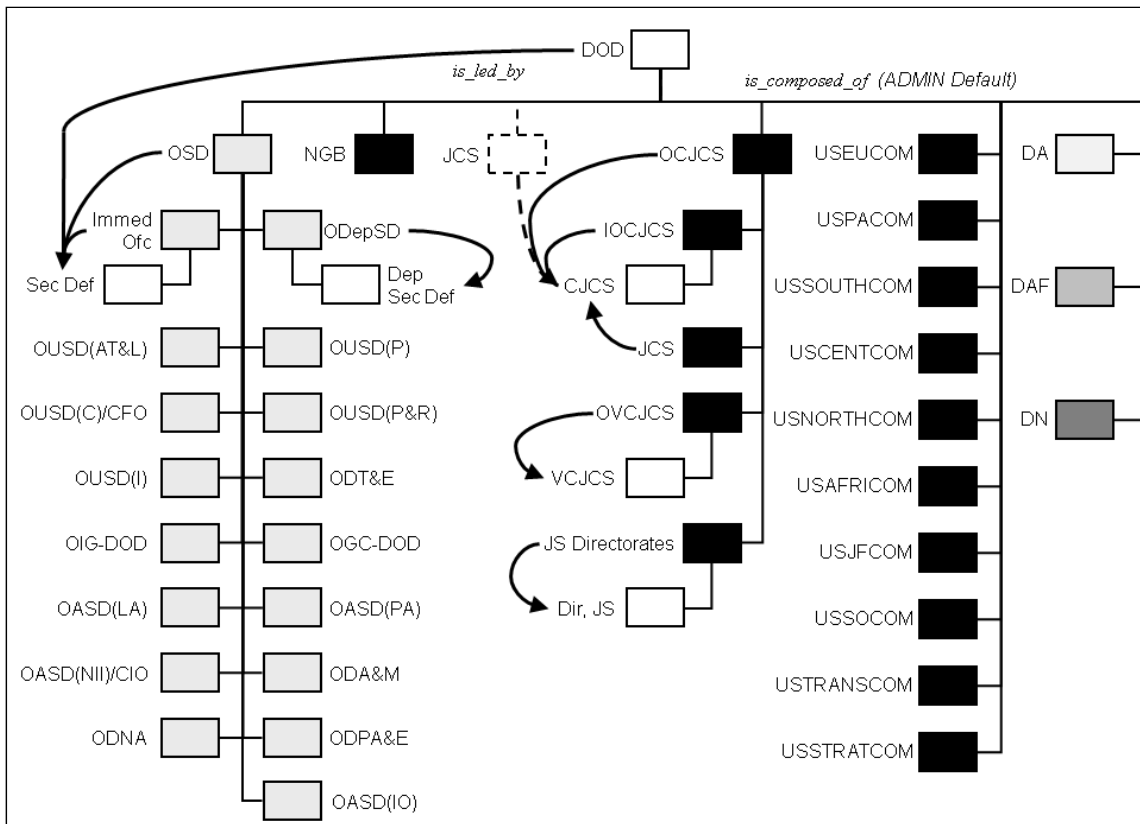 DOD
is_led_by
is_composed_of (ADMIN Default)
OSD
NGB
JCS
OCJCS
USEUCOM
DA
Immed
Ofc
ODepSD
IOCJCS
USPACOM
Sec Def
Dep
Sec Def
CJCS
USSOUTHCOM
DAF
OUSD(AT&L)
OUSD(P)
JCS
USCENTCOM
OUSD(C)/CFO
OUSD(P&R)
OVCJCS
USNORTHCOM
DN
OUSD(I)
ODT&E
VCJCS
USAFRICOM
OIG-DOD
OGC-DOD
JS Directorates
USJFCOM
OASD(LA)
OASD(PA)
Dir, JS
USSOCOM
OASD(NII)/CIO
ODA&M
USTRANSCOM
ODNA
ODPA&E
USSTRATCOM
OASD(IO)